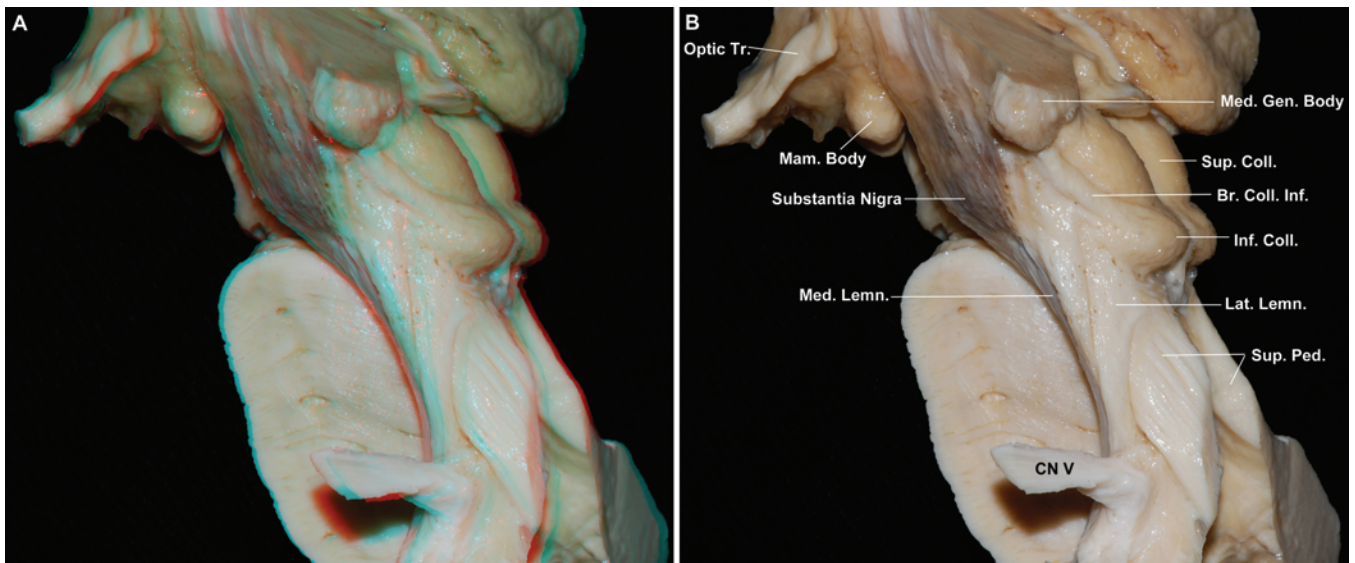 A
B
Optic Tr.
Med. Gen. Body
Mam. Body
Sup. Coll.
Substantia Nigra
Br. Coll. Inf.
Inf. Coll.
Med. Lemn.
Lat. Lemn.
Sup. Ped.
CN V